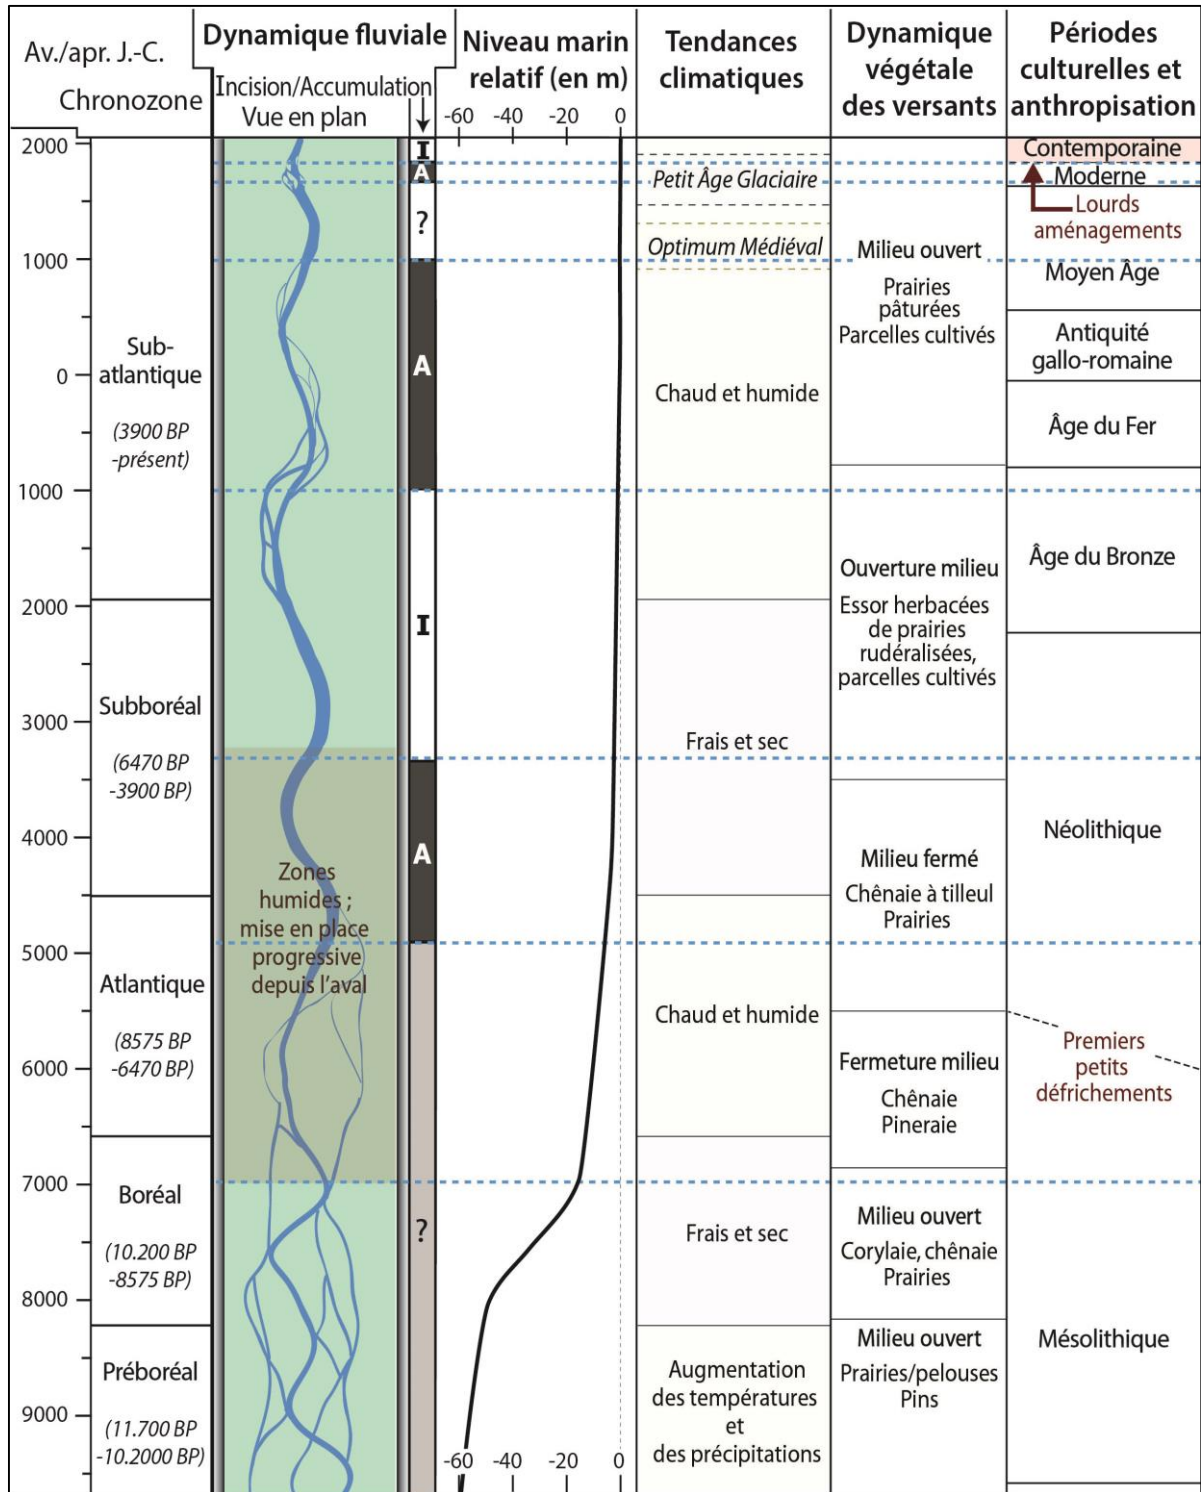 Av./apr. J.-C.
Chronozone
Dynamique fluviale
Incision/Accumulation
Vue en plan
Niveau marin
relatif (en m)
-60 -40 -20 0
Tendances
climatiques
Dynamique
végétale
des versants
Périodes
culturelles et
anthropisation
2000
1000
0
1000
2000
3000
4000
5000
6000
7000
8000
9000
Sub-
atlantique
(3900 BP
-présent)
Subboréal
(6470 BP
-3900 BP)
Atlantique
(8575 BP
-6470 BP)
Boréal
(10.200 BP
-8575 BP)
Préboréal
(11.700 BP
-10.2000 BP)
Zones
humides ;
mise en place
progressive
depuis l'aval
I
A
?
A
I
A
?
-60 -40 -20 0
Petit Âge Glaciaire
Optimum Médiéval
Chaud et humide
Frais et sec
Chaud et humide
Frais et sec
Augmentation
des températures
et
des précipitations
Milieu ouvert
Prairies
pâturées
Parcelles cultivés
Ouverture milieu
Essor herbacées
de prairies
rudéralisées,
parcelles cultivés
Milieu fermé
Chênaie à tilleul
Prairies
Fermeture milieu
Chênaie
Pineraie
Milieu ouvert
Corylaie, chênaie
Prairies
Milieu ouvert
Prairies/pelouses
Pins
Contemporaine
Moderne
Lourds
aménagements
Moyen Âge
Antiquité
gallo-romaine
Âge du Fer
Âge du Bronze
Néolithique
Premiers
petits
défrichements
Mésolithique